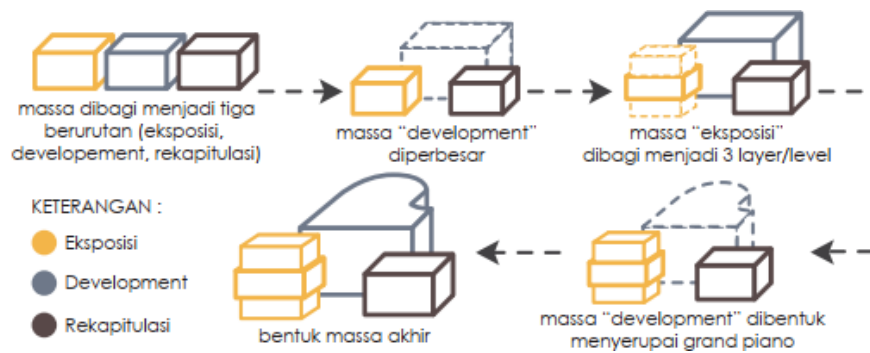 massa dibagi menjadi tiga
berurutan (eksposisi,
developement, rekapitulasi)
massa “development”
diperbesar
massa “eksposisi”
dibagi menjadi 3 layer/level
KETERANGAN :
Eksposisi
Development
Rekapitulasi
bentuk massa akhir
massa “development” dibentuk
menyerupai grand piano